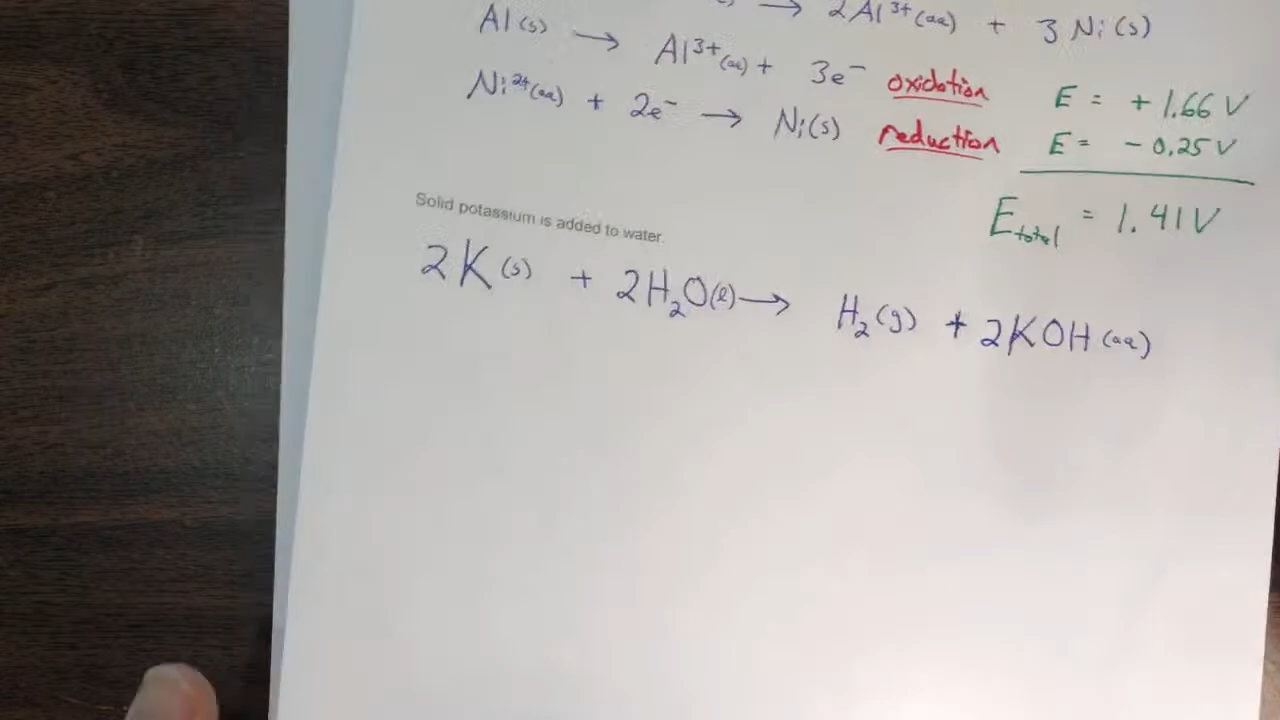 → 2Al³⁺(aq) + 3Ni(s)
Al(s) → Al³⁺(aq) + 3e⁻ oxidation E = +1.66 V
Ni²⁺(aq) + 2e⁻ → Ni(s) reduction E = -0.25 V
E total = 1.41 V
Solid potassium is added to water.
2K(s) + 2H₂O(l) → H₂(g) + 2KOH(aq)